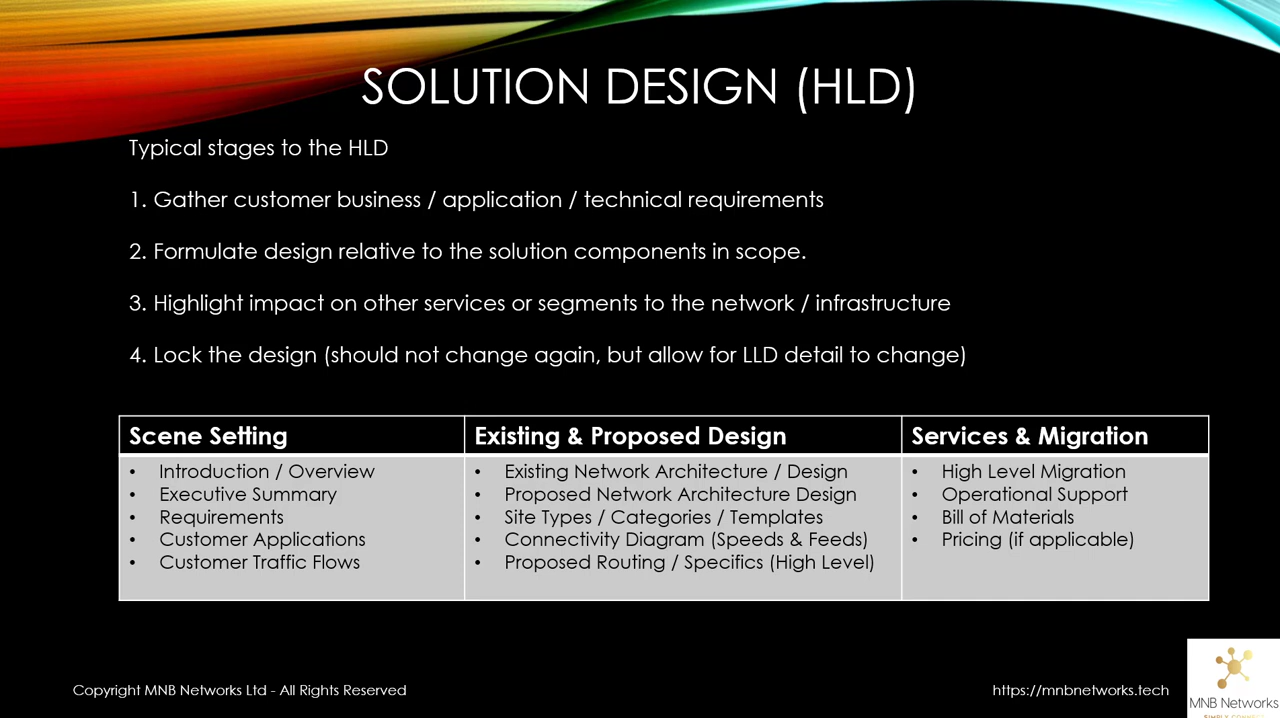 SOLUTION DESIGN (HLD)
Typical stages to the HLD
1. Gather customer business / application / technical requirements
2. Formulate design relative to the solution components in scope.
3. Highlight impact on other services or segments to the network / infrastructure
4. Lock the design (should not change again, but allow for LLD detail to change)
Scene Setting
• Introduction / Overview
• Executive Summary
• Requirements
• Customer Applications
• Customer Traffic Flows
Existing & Proposed Design
• Existing Network Architecture / Design
• Proposed Network Architecture Design
• Site Types / Categories / Templates
• Connectivity Diagram (Speeds & Feeds)
• Proposed Routing / Specifics (High Level)
Services & Migration
• High Level Migration
• Operational Support
• Bill of Materials
• Pricing (if applicable)
Copyright MNB Networks Ltd - All Rights Reserved
https://mnbnetworks.tech
MNB Networks